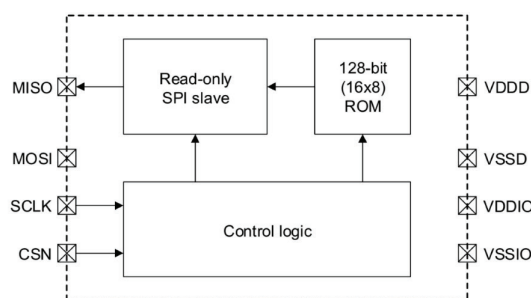 MISO
MOSI
SCLK
CSN
Read-only
SPI slave
128-bit
(16x8)
ROM
Control logic
VDDD
VSSD
VDDIO
VSSIO